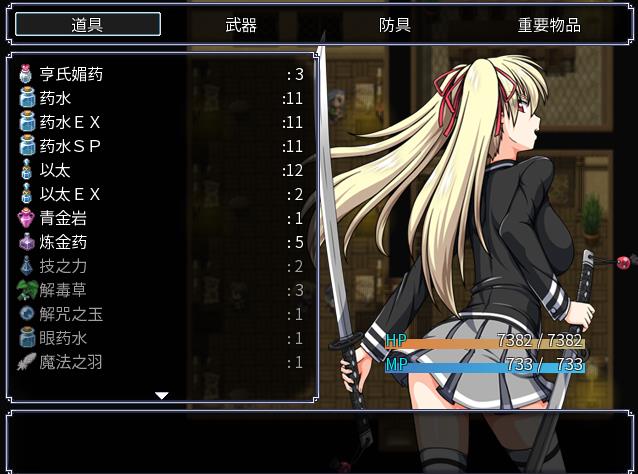 道具 武器 防具 重要物品
亨氏媚药 : 3
药水 :11
药水ＥＸ :11
药水ＳＰ :11
以太 :12
以太ＥＸ : 2
青金岩 : 1
炼金药 : 5
技之力 : 2
解毒草 : 3
解咒之玉 : 1
眼药水 : 1
魔法之羽 : 1
HP 7382 / 7382
MP 733 / 733